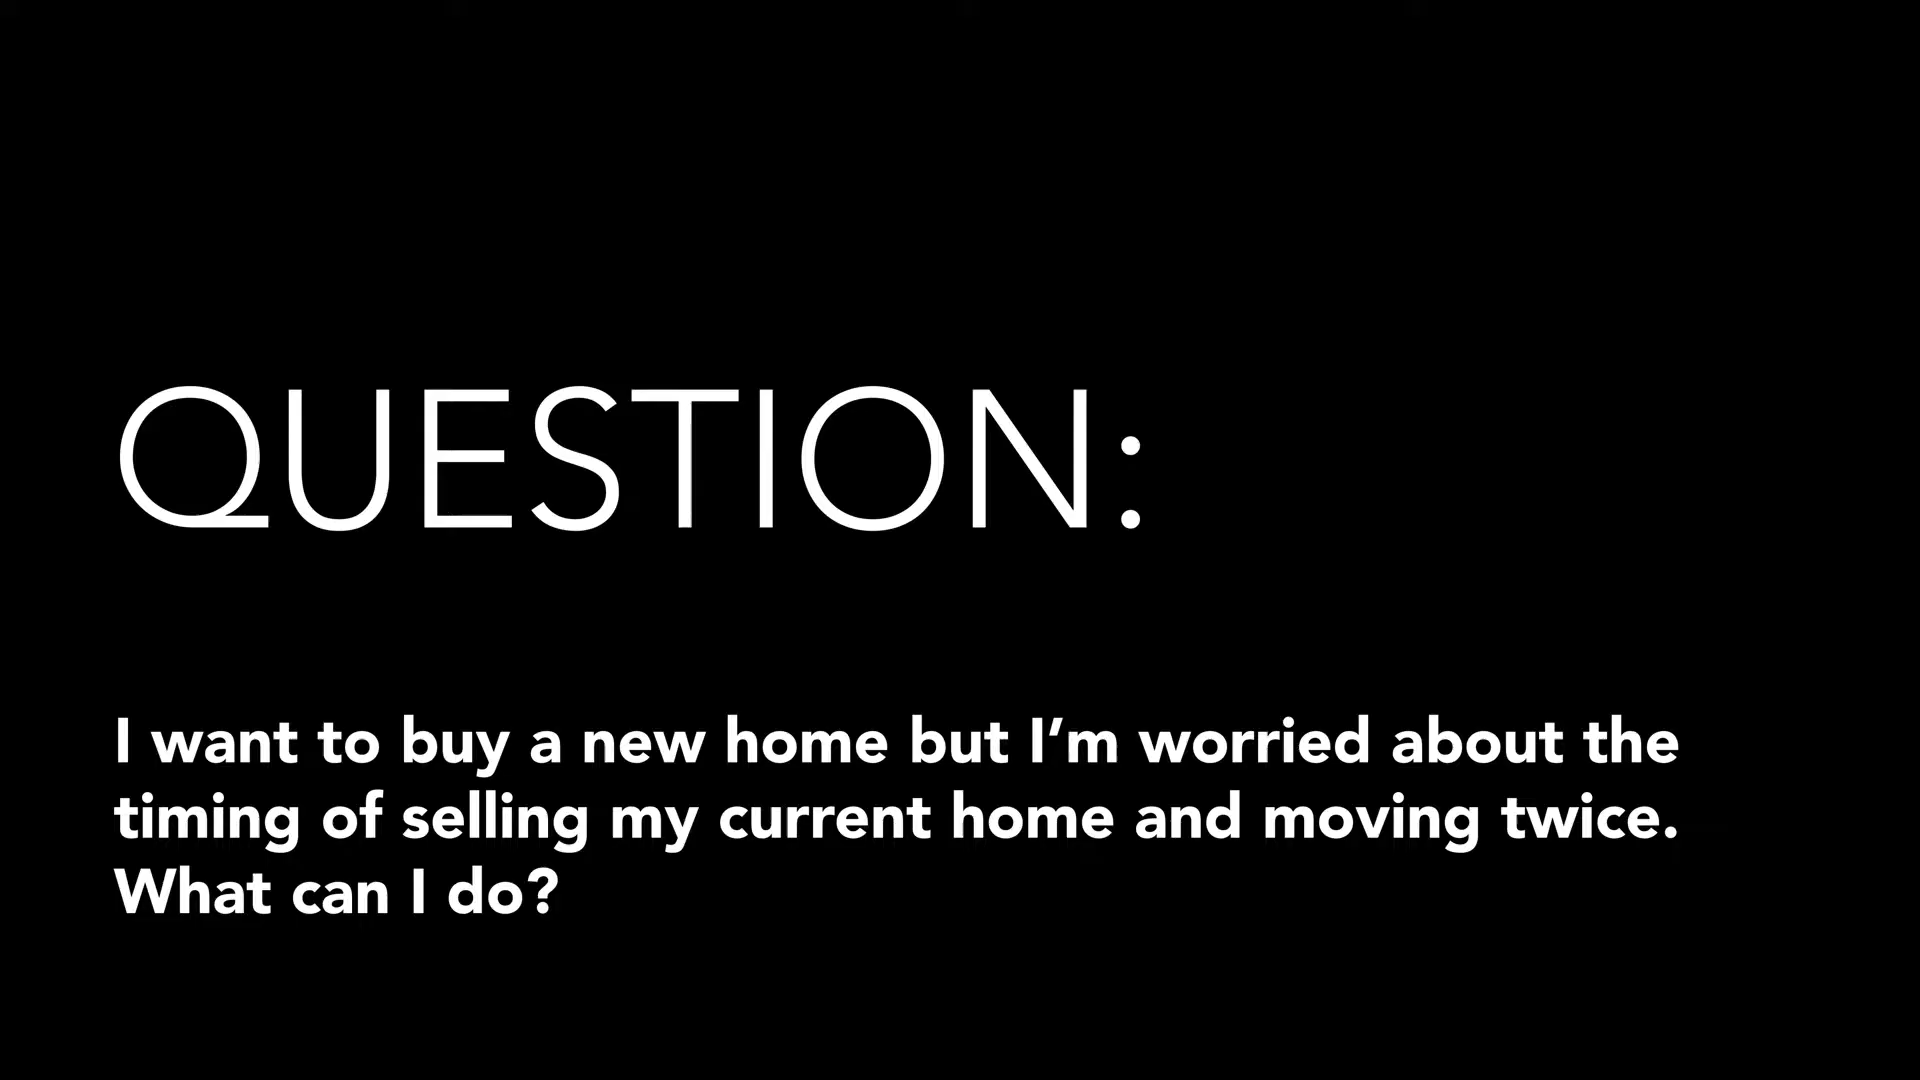 QUESTION:
I want to buy a new home but I’m worried about the
timing of selling my current home and moving twice.
What can I do?